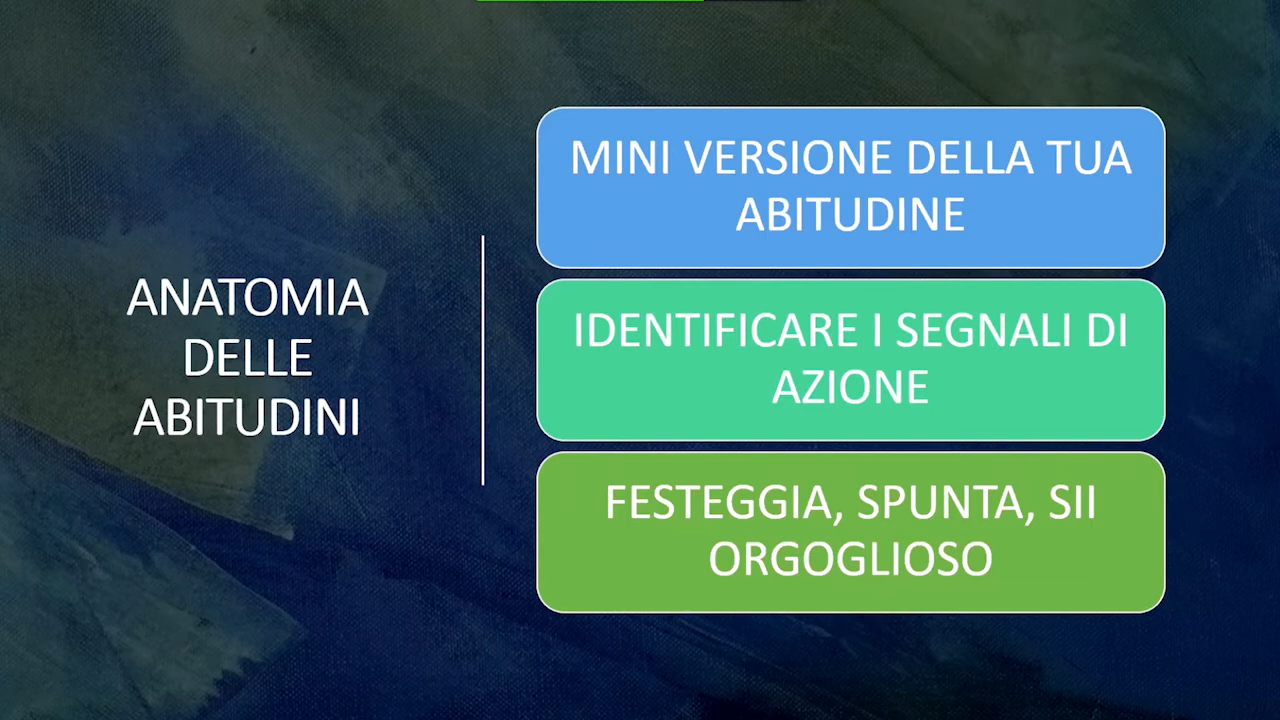 ANATOMIA
DELLE
ABITUDINI
MINI VERSIONE DELLA TUA
ABITUDINE
IDENTIFICARE I SEGNALI DI
AZIONE
FESTEGGIA, SPUNTA, SII
ORGOGLIOSO